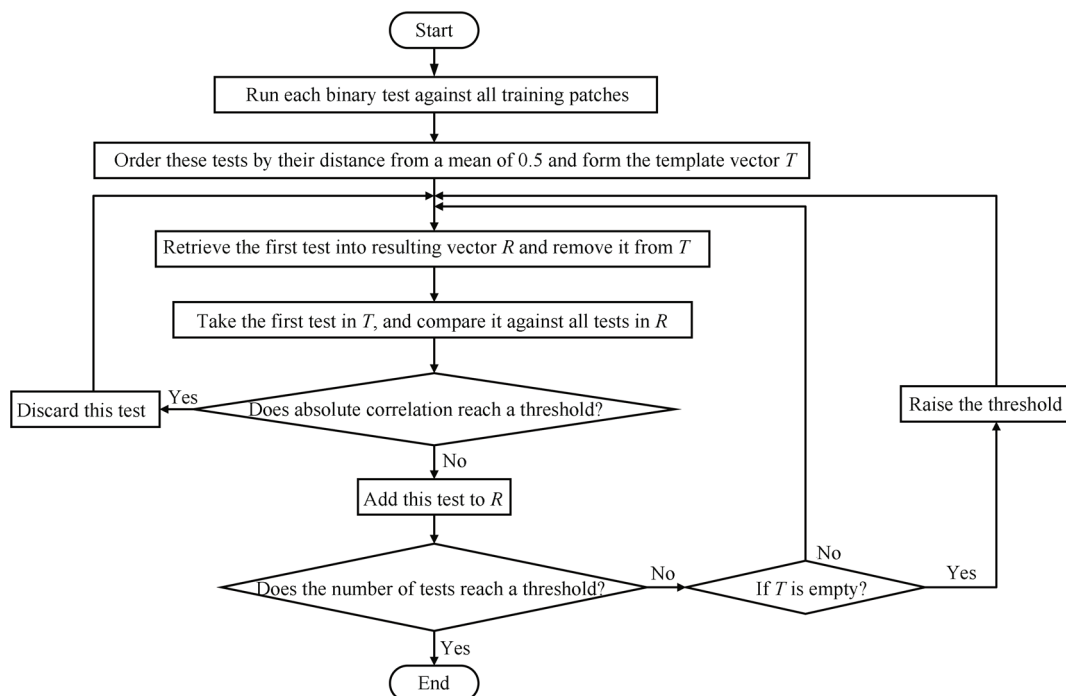 Start
Run each binary test against all training patches
Order these tests by their distance from a mean of 0.5 and form the template vector T
Retrieve the first test into resulting vector R and remove it from T
Take the first test in T, and compare it against all tests in R
Yes
Discard this test
Does absolute correlation reach a threshold?
Raise the threshold
No
Add this test to R
No
Does the number of tests reach a threshold?
No
If T is empty?
Yes
Yes
End